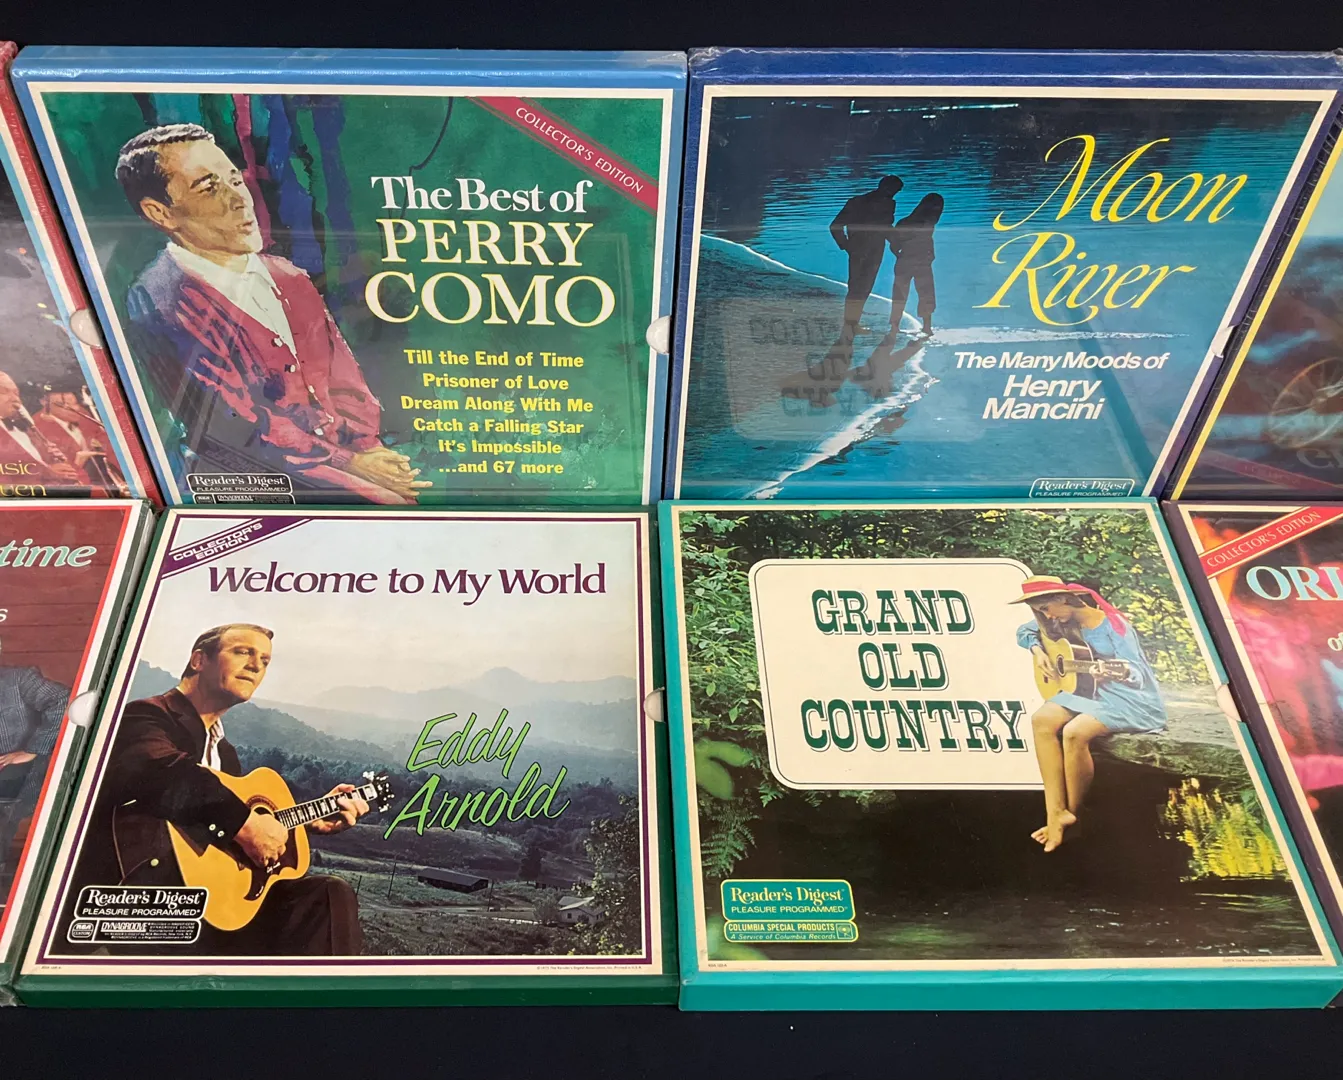 COLLECTOR'S EDITION
The Best of
PERRY
COMO
Till the End of Time
Prisoner of Love
Dream Along With Me
Catch a Falling Star
It's Impossible
...and 67 more
Reader's Digest
PLEASURE PROGRAMMED
DYNAGROOVE
Moon
River
The Many Moods of
Henry
Mancini
Reader's Digest
PLEASURE PROGRAMMED
time
COLLECTOR'S
EDITION
Welcome to My World
Eddy
Arnold
Reader's Digest
PLEASURE PROGRAMMED
RCA DYNAGROOVE
GRAND
OLD
COUNTRY
Reader's Digest
PLEASURE PROGRAMMED
COLUMBIA SPECIAL PRODUCTS
A Service of Columbia Records
COLLECTOR'S EDITION
ORI